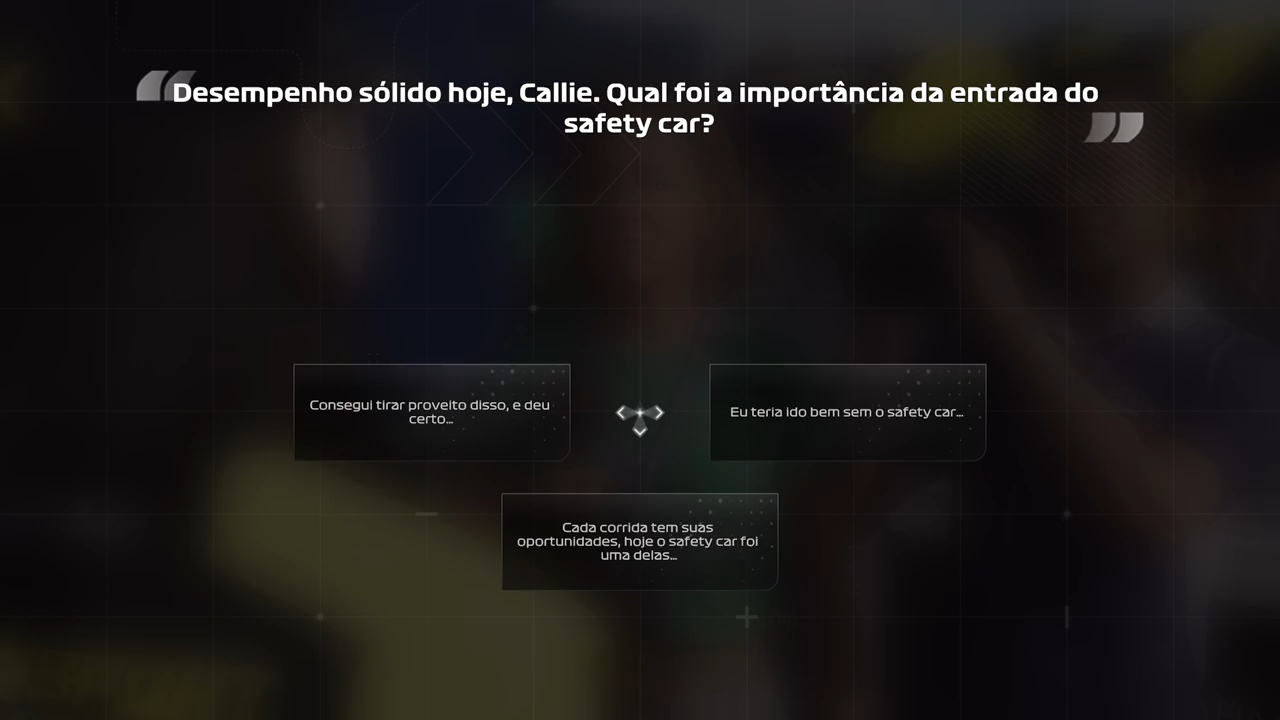 Desempenho sólido hoje, Callie. Qual foi a importância da entrada do
safety car?
Consegui tirar proveito disso, e deu
certo...
Eu teria ido bem sem o safety car...
Cada corrida tem suas
oportunidades, hoje o safety car foi
uma delas...